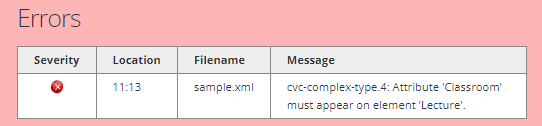 Errors
Severity Location Filename Message
11:13 sample.xml cvc-complex-type.4: Attribute 'Classroom'
must appear on element 'Lecture'.